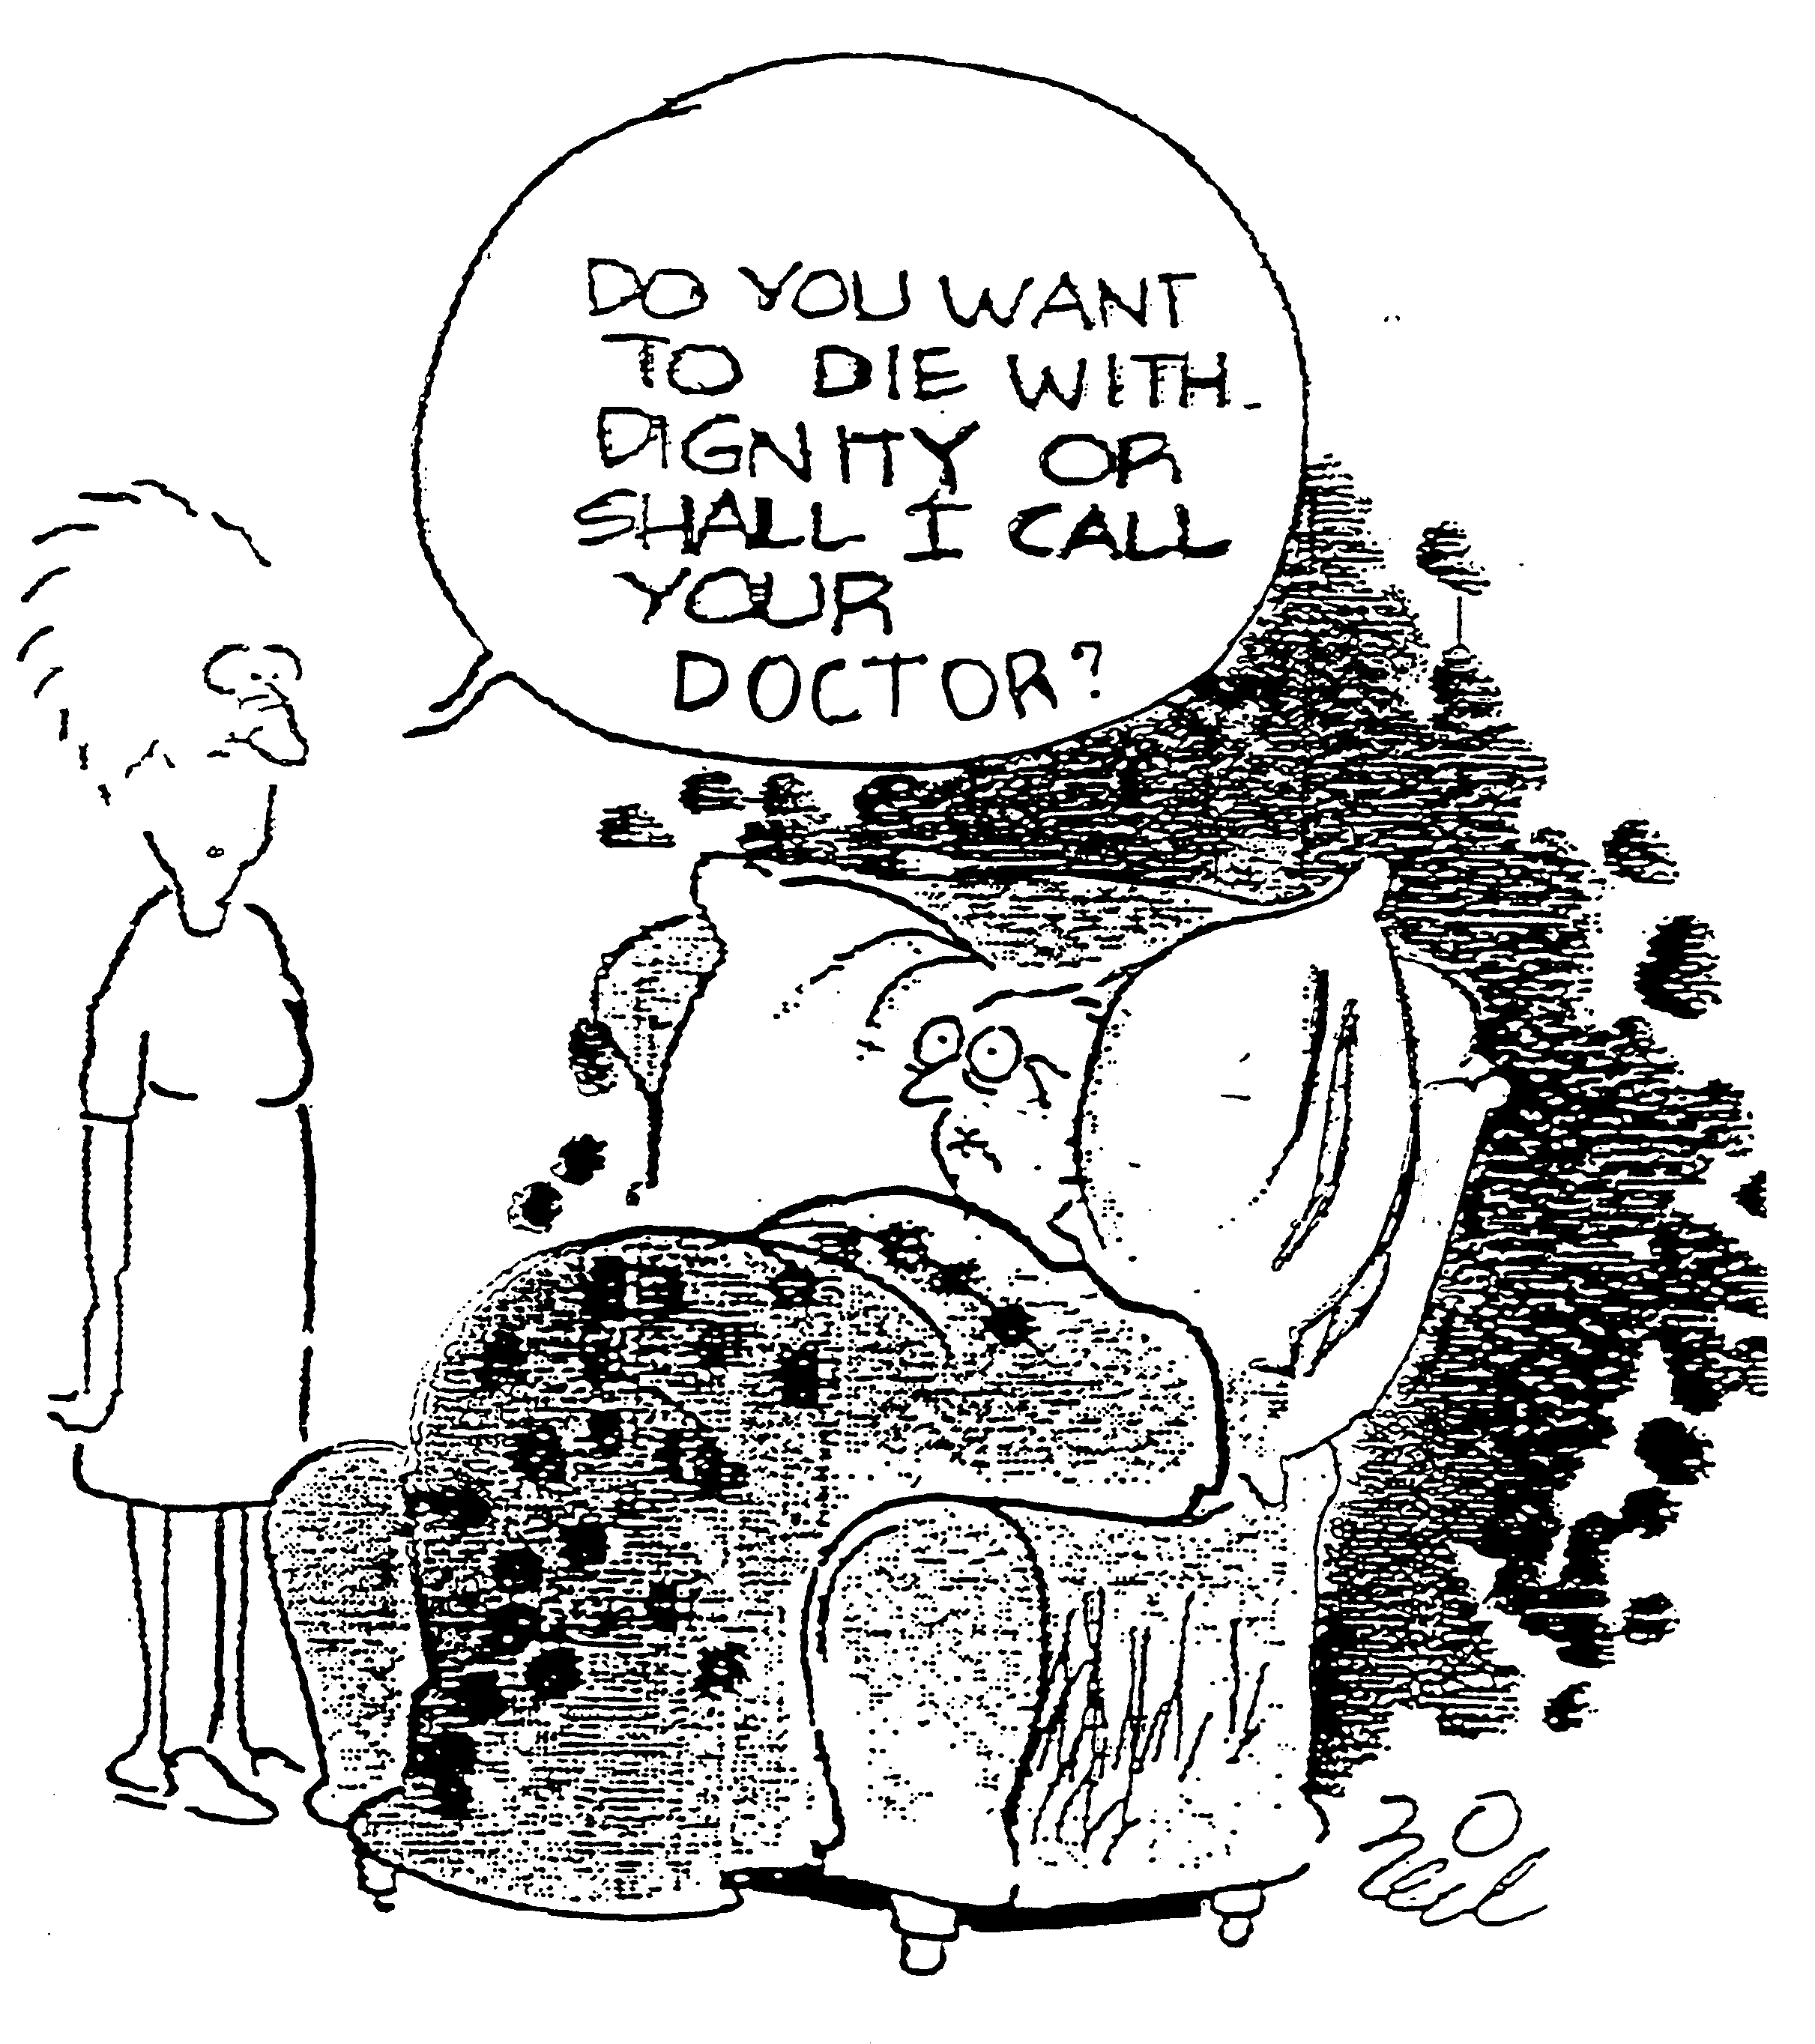 DO YOU WANT
TO DIE WITH
DIGNITY OR
SHALL I CALL
YOUR
DOCTOR?